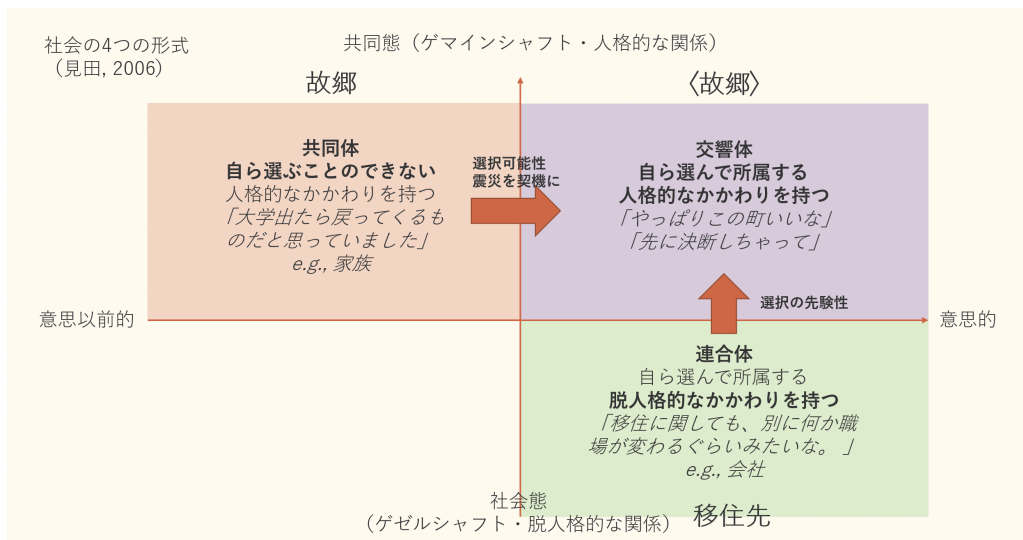 社会の4つの形式
（見田, 2006）
共同態（ゲマインシャフト・人格的な関係）
故郷
〈故郷〉
共同体
自ら選ぶことのできない
人格的なかかわりを持つ
「大学出たら戻ってくるも
のだと思っていました」
e.g., 家族
選択可能性
震災を契機に
交響体
自ら選んで所属する
人格的なかかわりを持つ
「やっぱりこの町いいな」
「先に決断しちゃって」
選択の先験性
意思以前的
意思的
連合体
自ら選んで所属する
脱人格的なかかわりを持つ
「移住に関しても、別に何か職
場が変わるぐらいみたいな。」
e.g., 会社
社会態
（ゲゼルシャフト・脱人格的な関係）
移住先